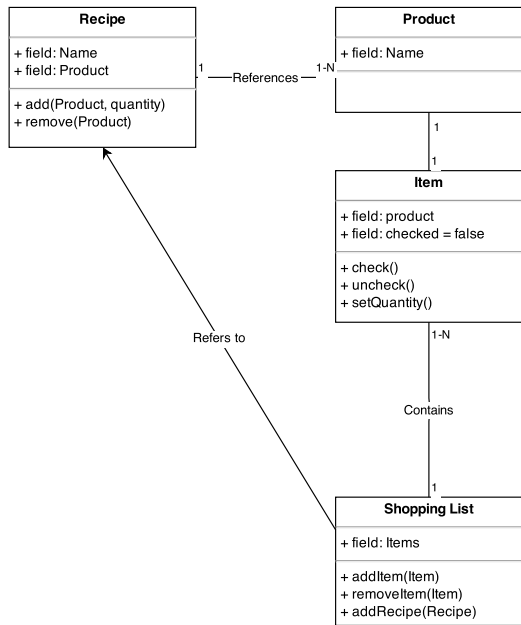 Recipe
+ field: Name
+ field: Product
+ add(Product, quantity)
+ remove(Product)
1
References
1-N
Product
+ field: Name
1
1
Item
+ field: product
+ field: checked = false
+ check()
+ uncheck()
+ setQuantity()
1-N
Refers to
Contains
1
Shopping List
+ field: Items
+ addItem(Item)
+ removeItem(Item)
+ addRecipe(Recipe)